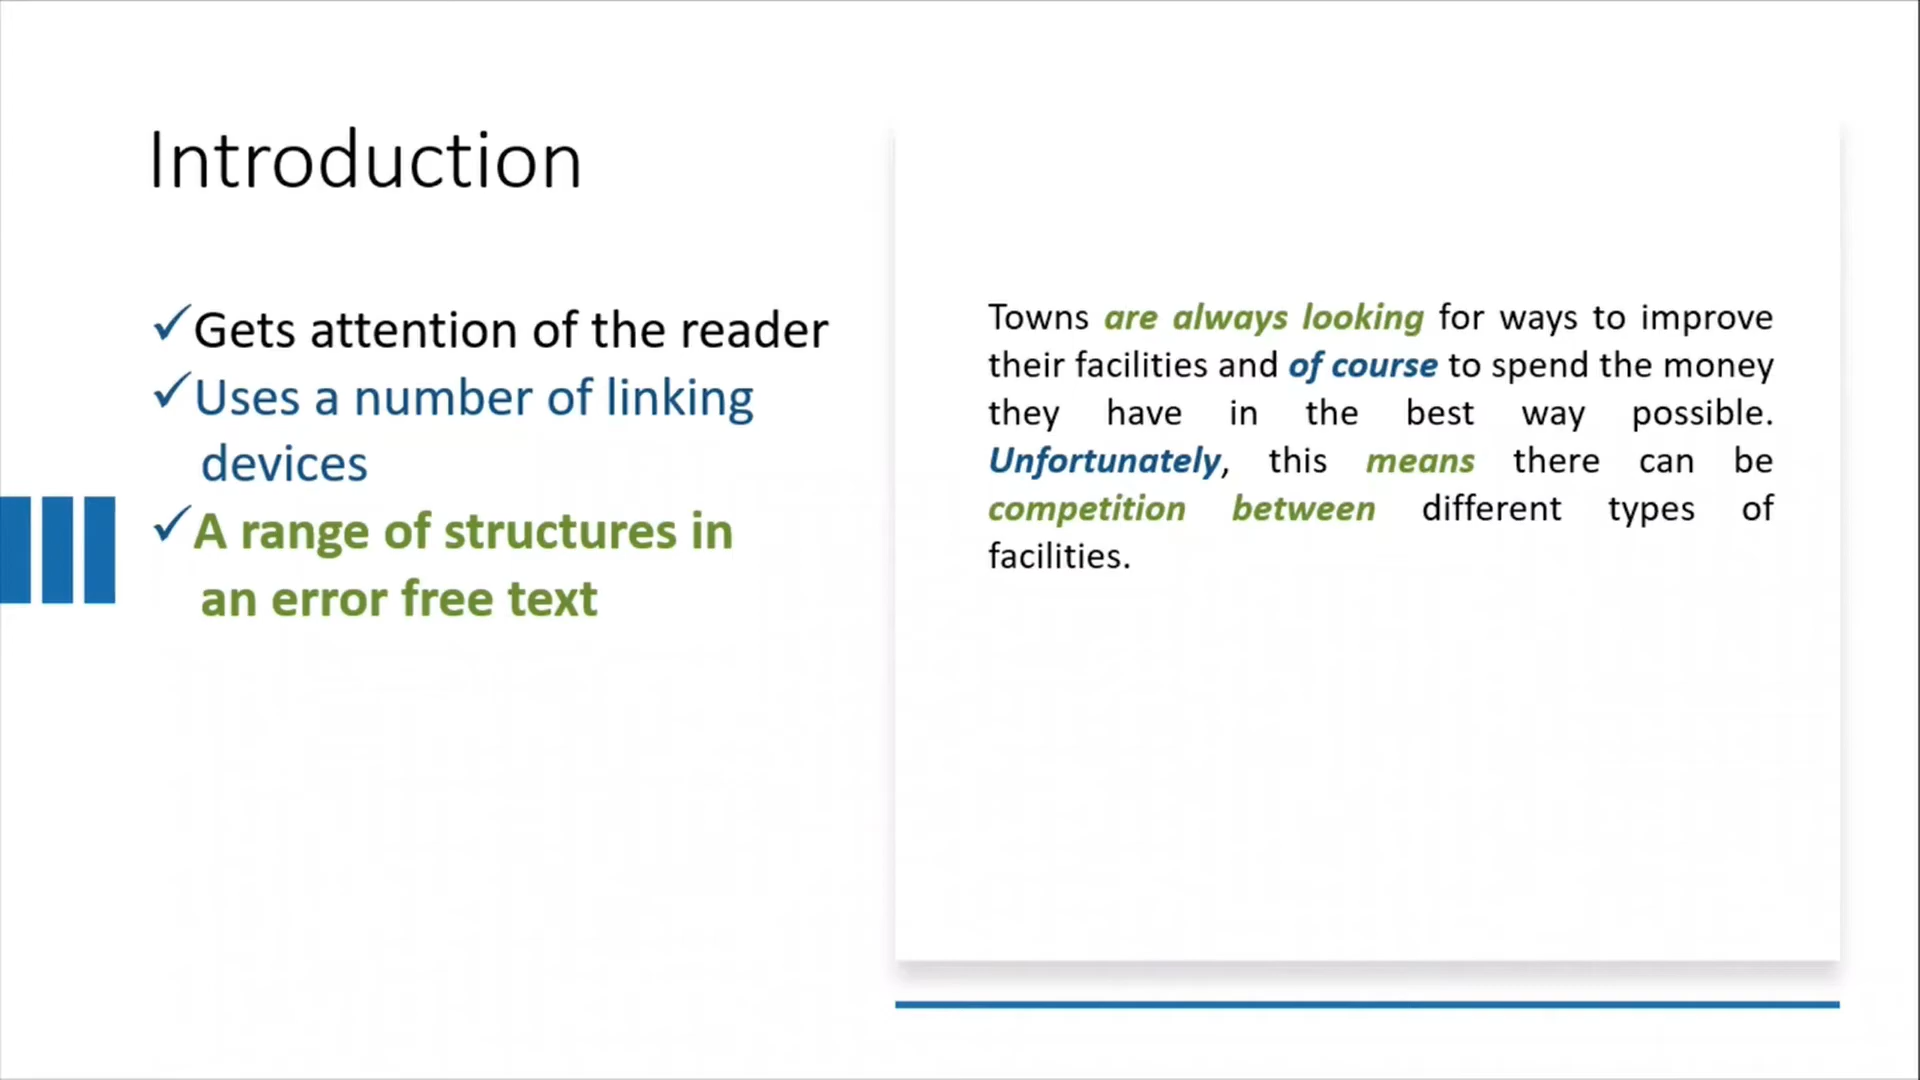 Introduction
Gets attention of the reader
Uses a number of linking
devices
A range of structures in
an error free text
Towns are always looking for ways to improve
their facilities and of course to spend the money
they have in the best way possible.
Unfortunately, this means there can be
competition between different types of
facilities.